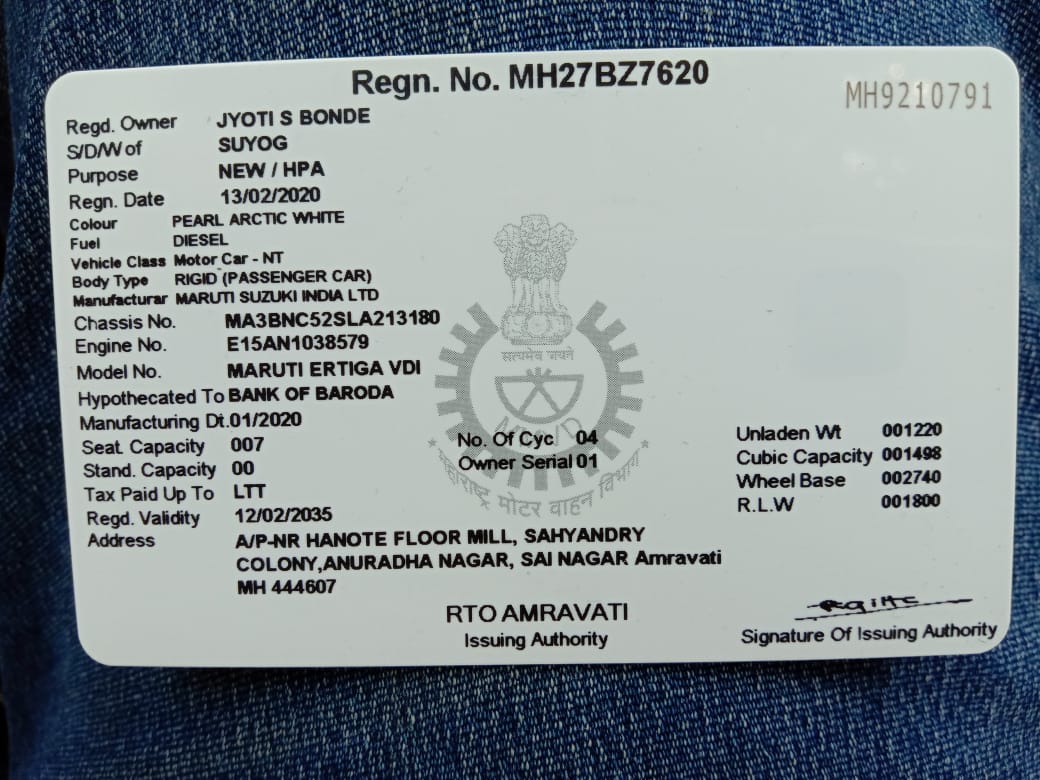 Regn. No. MH27BZ7620
MH9210791
Regd. Owner JYOTI S BONDE
S/D/W of SUYOG
Purpose NEW / HPA
Regn. Date 13/02/2020
Colour PEARL ARCTIC WHITE
Fuel DIESEL
Vehicle Class Motor Car - NT
Body Type RIGID (PASSENGER CAR)
Manufacturar MARUTI SUZUKI INDIA LTD
Chassis No. MA3BNC52SLA213180
Engine No. E15AN1038579
Model No. MARUTI ERTIGA VDI
Hypothecated To BANK OF BARODA
Manufacturing Dt. 01/2020
Seat. Capacity 007
Stand. Capacity 00
Tax Paid Up To LTT
Regd. Validity 12/02/2035
No. Of Cyc 04
Owner Serial 01
Unladen Wt 001220
Cubic Capacity 001498
Wheel Base 002740
R.L.W 001800
सत्यमेव जयते
महाराष्ट्र मोटर वाहन विभाग
Address A/P-NR HANOTE FLOOR MILL, SAHYANDRY
COLONY,ANURADHA NAGAR, SAI NAGAR Amravati
MH 444607
RTO AMRAVATI
Issuing Authority
Signature Of Issuing Authority